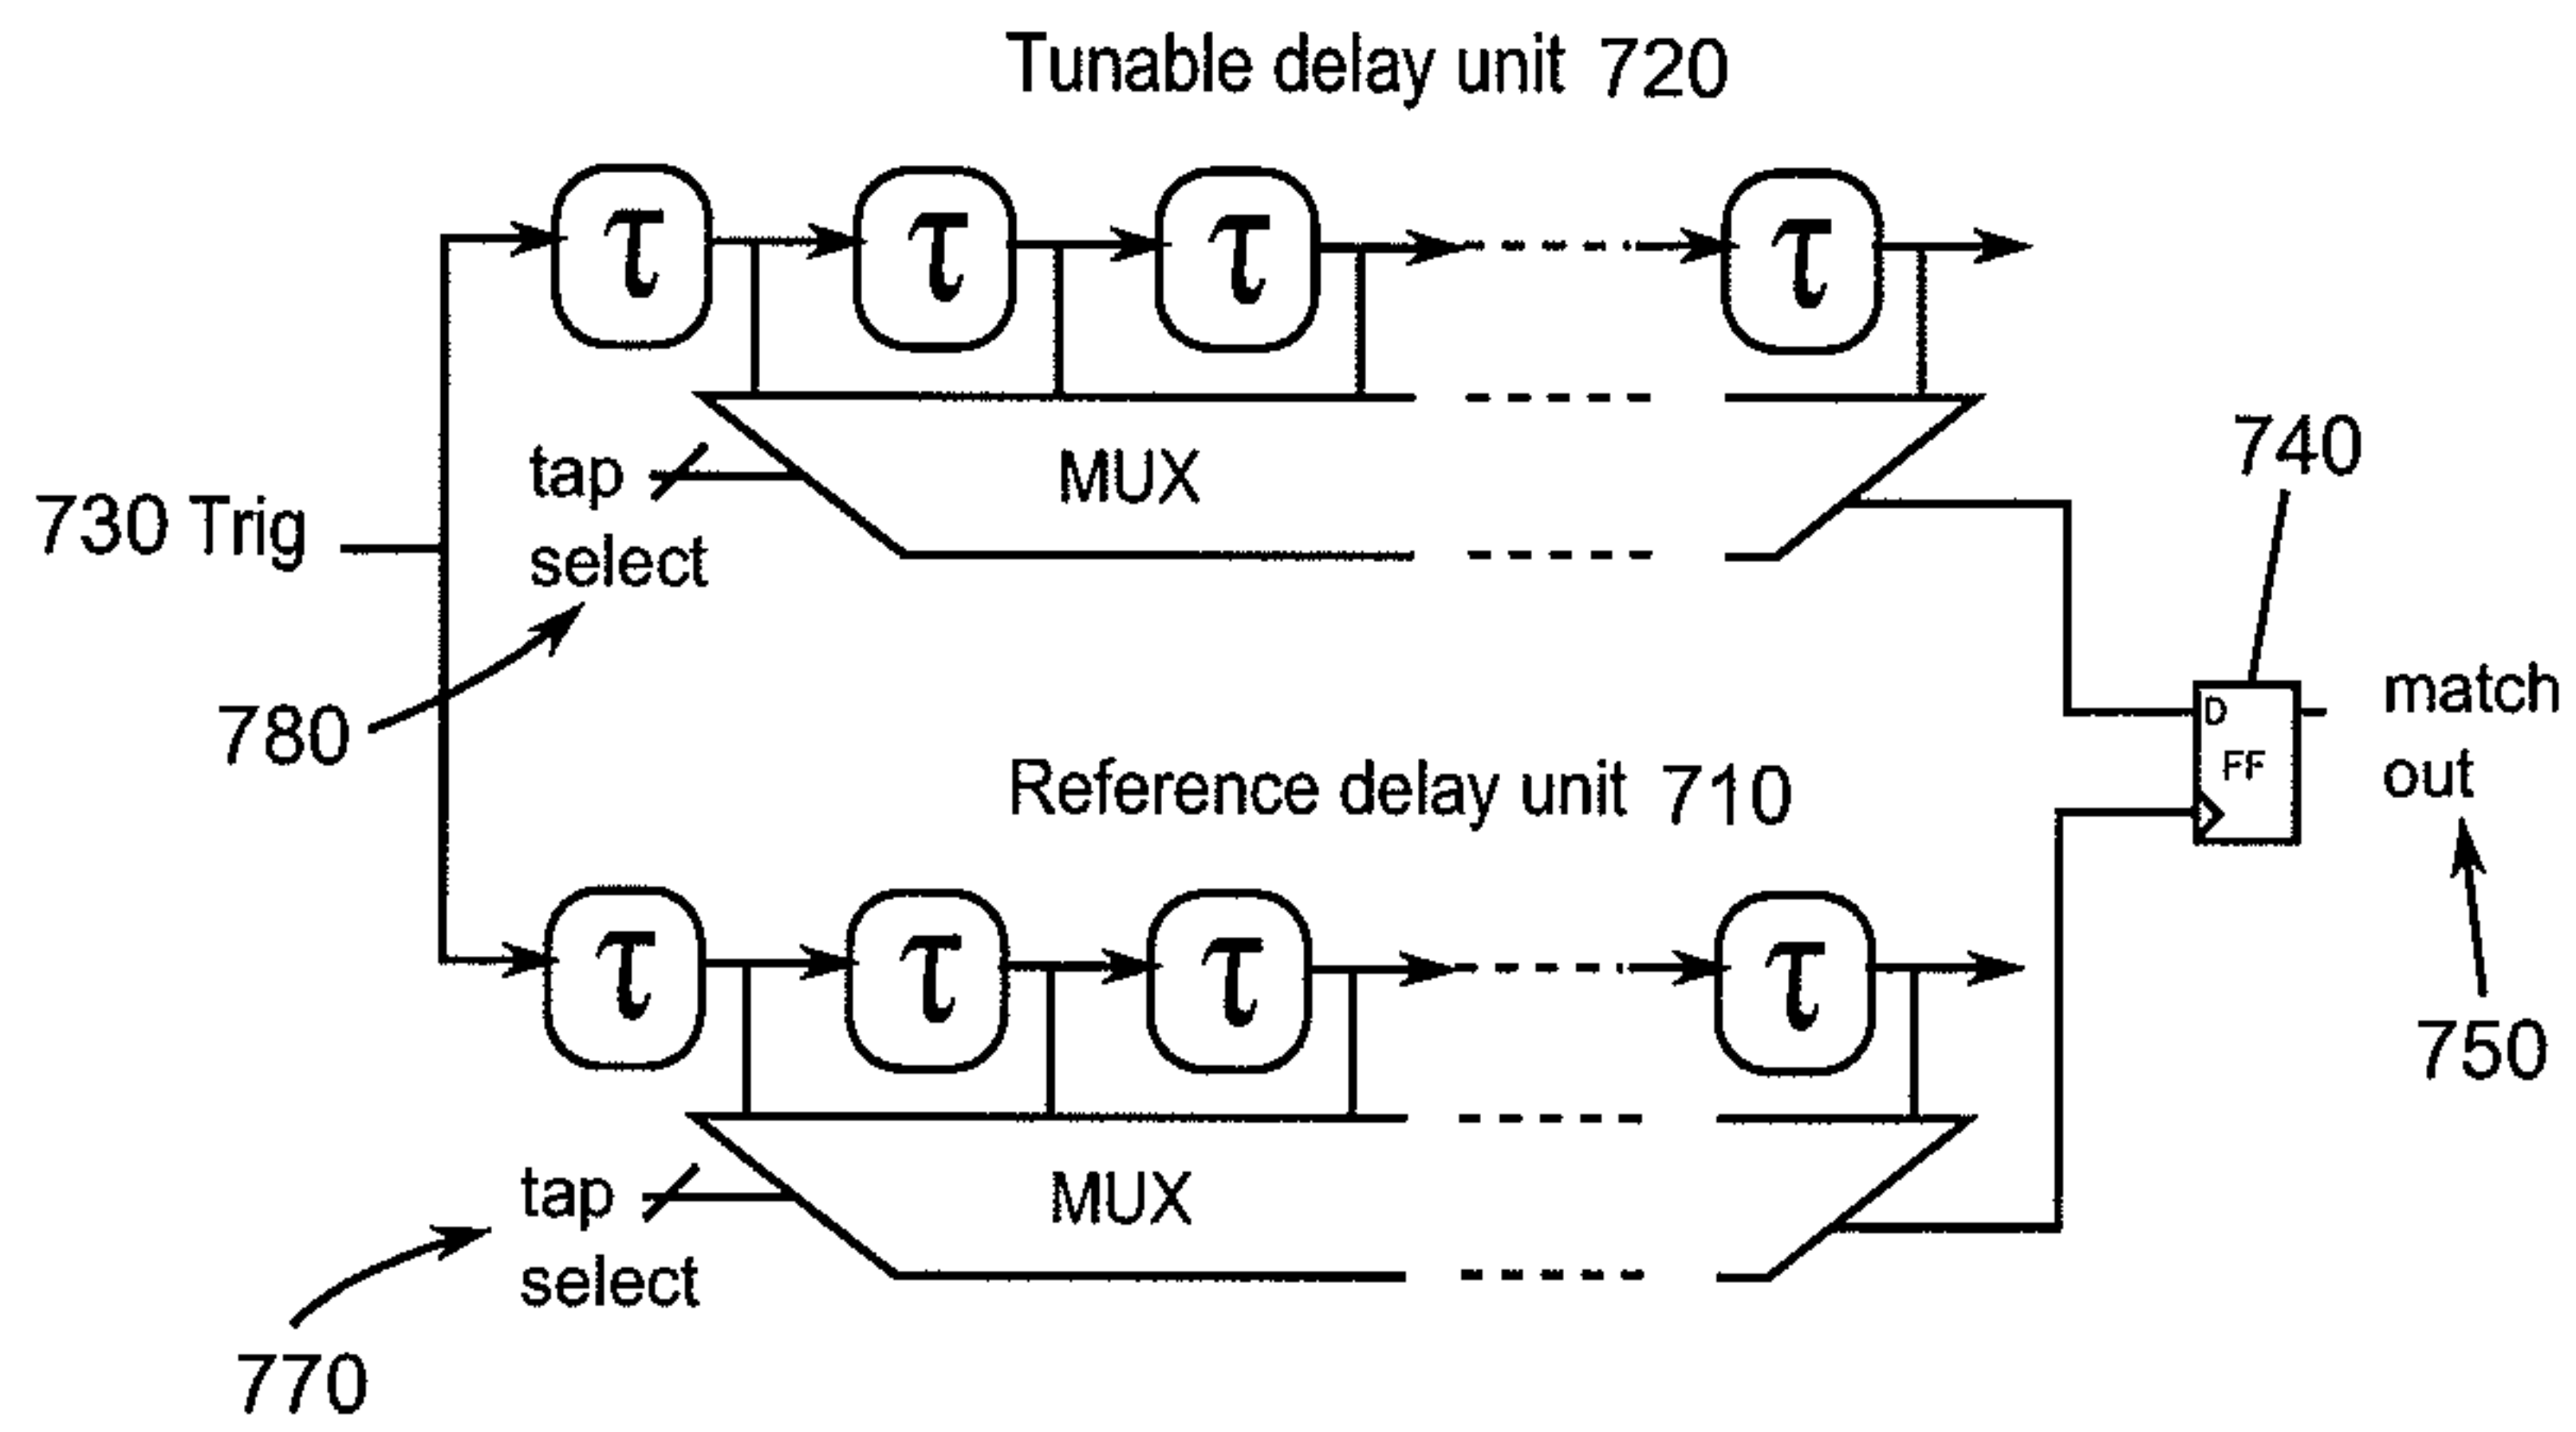 Tunable delay unit 720
τ τ τ τ
tap
select
MUX
740
730 Trig
780
D
FF
match
out
Reference delay unit 710
750
τ τ τ τ
tap
select
MUX
770